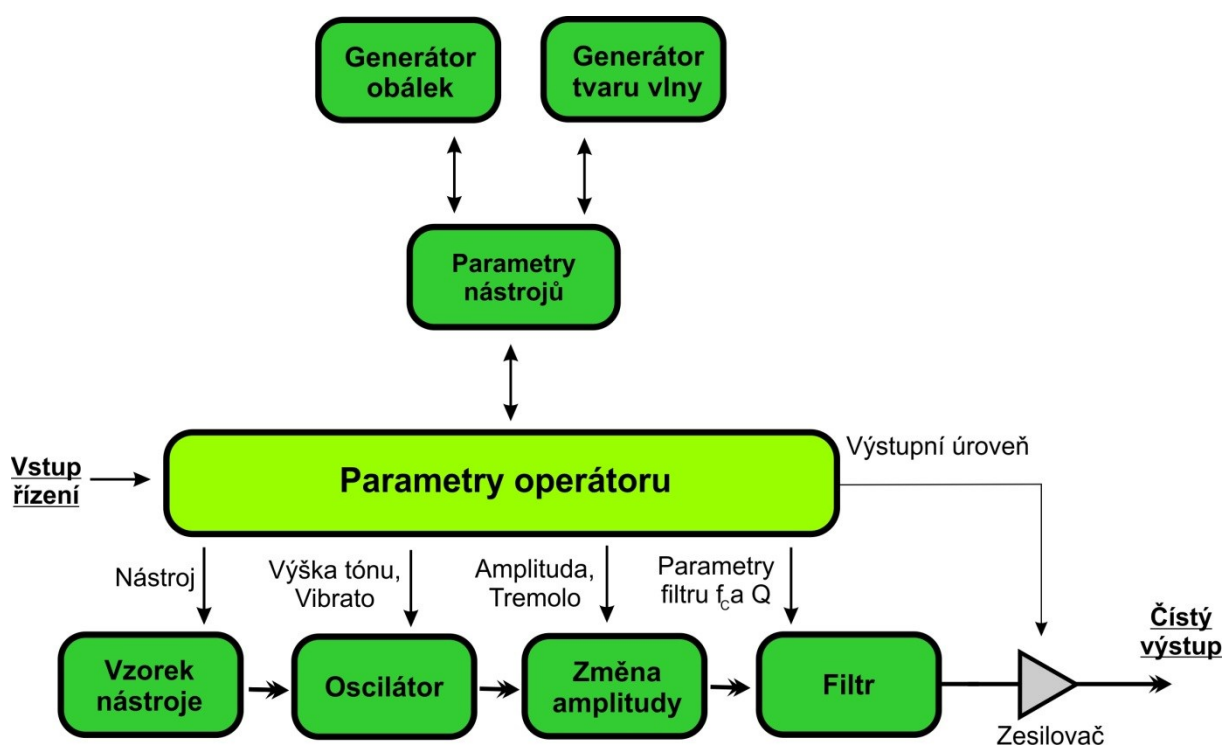 Generátor
obálek
Generátor
tvaru vlny
Parametry
nástrojů
Vstup
řízení
Parametry operátoru
Výstupní úroveň
Nástroj
Výška tónu,
Vibrato
Amplituda,
Tremolo
Parametry
filtru fc a Q
Vzorek
nástroje
Oscilátor
Změna
amplitudy
Filtr
Zesilovač
Čístý
výstup